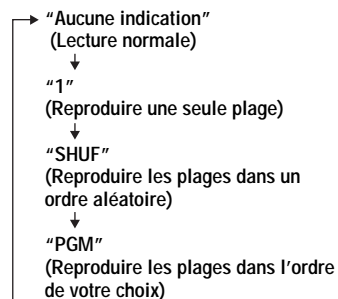 “Aucune indication”
(Lecture normale)
“1”
(Reproduire une seule plage)
“SHUF”
(Reproduire les plages dans un
ordre aléatoire)
“PGM”
(Reproduire les plages dans l’ordre
de votre choix)